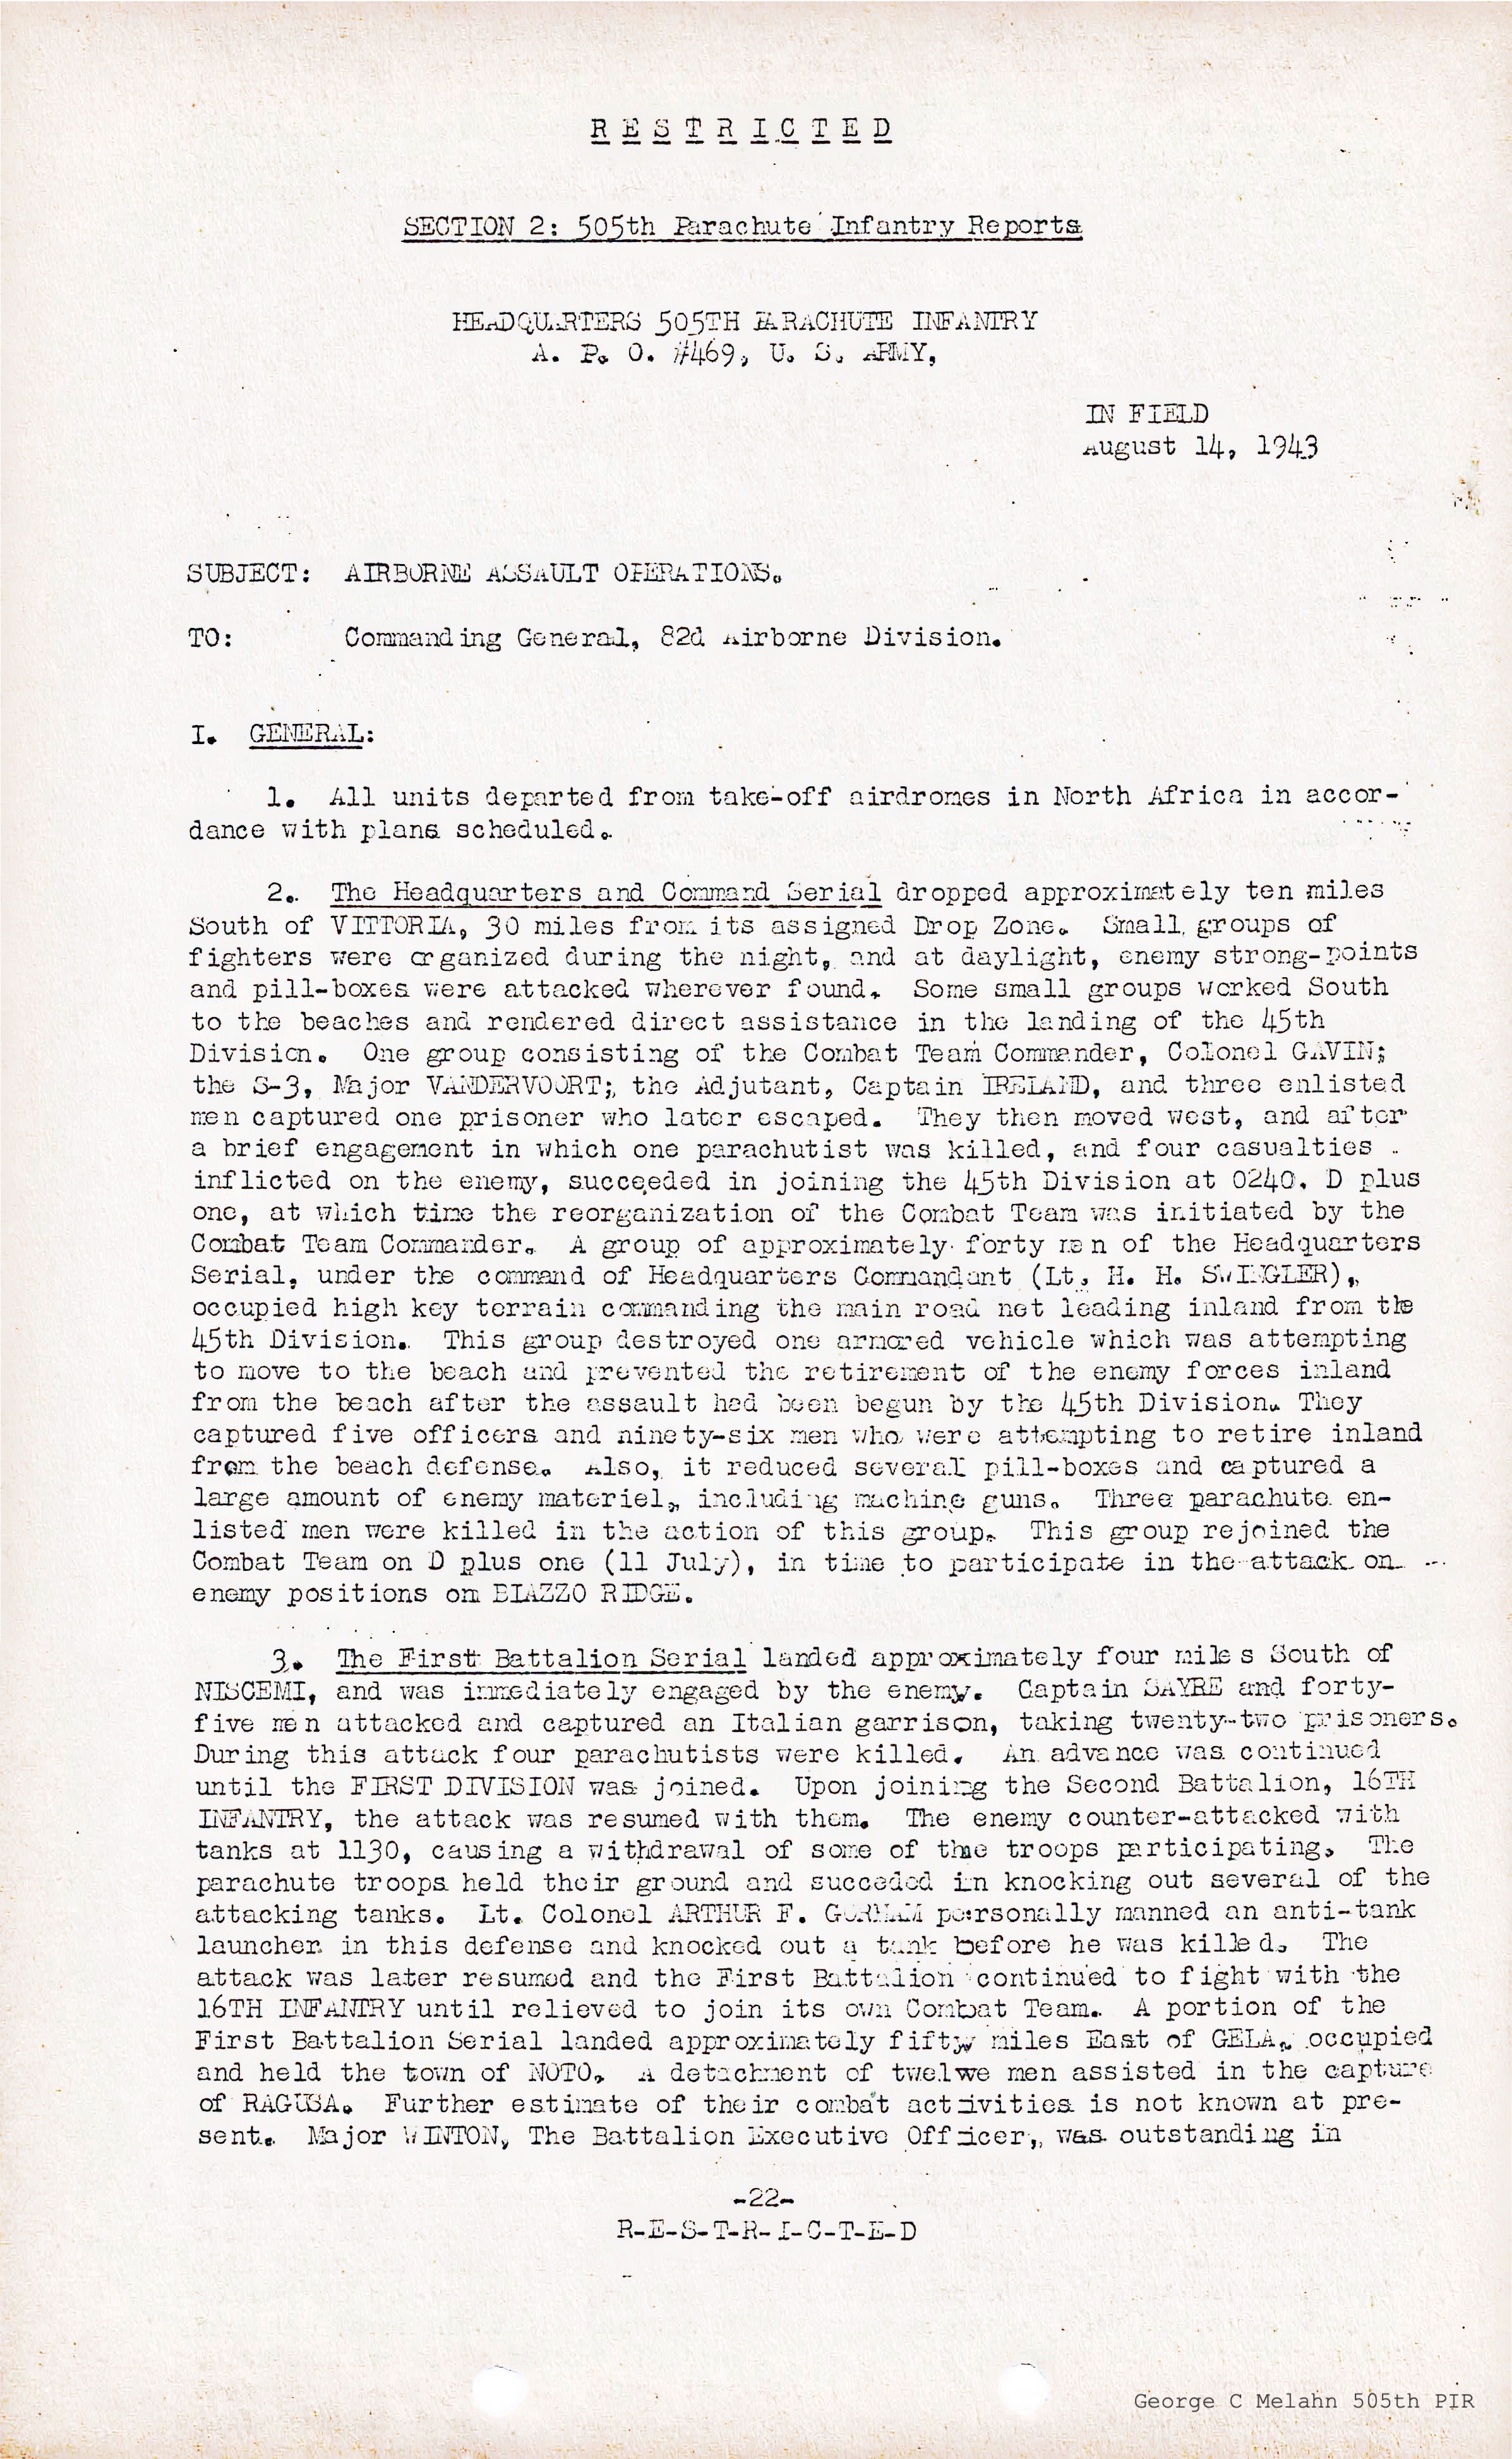 R E S T R I C T E D
SECTION 2: 505th Parachute Infantry Reports
HEADQUARTERS 505TH PARACHUTE INFANTRY
A. P. O. #469, U. S. ARMY,
IN FIELD
August 14, 1943
SUBJECT: AIRBORNE ASSAULT OPERATIONS.
TO: Commanding General, 82d Airborne Division.
I. GENERAL:
1. All units departed from take-off airdromes in North Africa in accor-
dance with plans scheduled.
2. The Headquarters and Command Serial dropped approximately ten miles
South of VITTORIA, 30 miles from its assigned Drop Zone. Small groups of
fighters were organized during the night, and at daylight, enemy strong-points
and pill-boxes were attacked wherever found. Some small groups worked South
to the beaches and rendered direct assistance in the landing of the 45th
Division. One group consisting of the Combat Team Commander, Colonel GAVIN;
the S-3, Major VANDERVOORT; the Adjutant, Captain IRELAND, and three enlisted
men captured one prisoner who later escaped. They then moved west, and after
a brief engagement in which one parachutist was killed, and four casualties
inflicted on the enemy, succeeded in joining the 45th Division at 0240. D plus
one, at which time the reorganization of the Combat Team was initiated by the
Combat Team Commander. A group of approximately forty men of the Headquarters
Serial, under the command of Headquarters Commandant (Lt. H. H. SWINGLER),
occupied high key terrain commanding the main road net leading inland from the
45th Division. This group destroyed one armored vehicle which was attempting
to move to the beach and prevented the retirement of the enemy forces inland
from the beach after the assault had been begun by the 45th Division. They
captured five officers and ninety-six men who were attempting to retire inland
from the beach defense. Also, it reduced several pill-boxes and captured a
large amount of enemy materiel, including machine guns. Three parachute en-
listed men were killed in the action of this group. This group rejoined the
Combat Team on D plus one (11 July), in time to participate in the attack on
enemy positions on BIAZZO RIDGE.
3. The First Battalion Serial landed approximately four miles South of
NISCEMI, and was immediately engaged by the enemy. Captain SAYRE and forty-
five men attacked and captured an Italian garrison, taking twenty-two prisoners.
During this attack four parachutists were killed. An advance was continued
until the FIRST DIVISION was joined. Upon joining the Second Battalion, 16TH
INFANTRY, the attack was resumed with them. The enemy counter-attacked with
tanks at 1130, causing a withdrawal of some of the troops participating. The
parachute troops held their ground and succeded in knocking out several of the
attacking tanks. Lt. Colonel ARTHUR F. GORHAM personally manned an anti-tank
launcher in this defense and knocked out a tank before he was killed. The
attack was later resumed and the First Battalion continued to fight with the
16TH INFANTRY until relieved to join its own Combat Team. A portion of the
First Battalion Serial landed approximately fifty miles East of GELA, occupied
and held the town of NOTO. A detachment of twelwe men assisted in the capture
of RAGUSA. Further estimate of their combat activities is not known at pre-
sent. Major WINTON, The Battalion Executive Officer, was outstanding in
-22-
R-E-S-T-R-I-C-T-E-D
George C Melahn 505th PIR